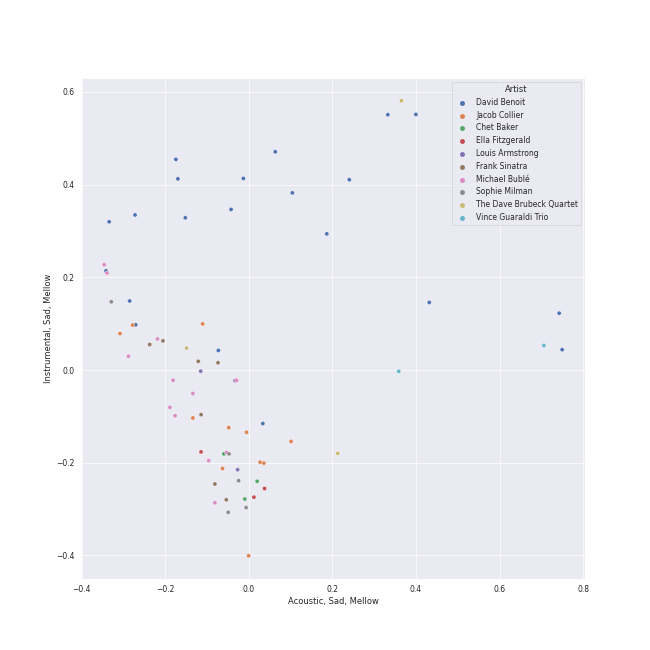 Artist
David Benoit
Jacob Collier
Chet Baker
Ella Fitzgerald
Louis Armstrong
Frank Sinatra
Michael Bublé
Sophie Milman
The Dave Brubeck Quartet
Vince Guaraldi Trio
0.6
0.4
0.2
0.0
−0.2
−0.4
Instrumental, Sad, Mellow
−0.4 −0.2 0.0 0.2 0.4 0.6 0.8
Acoustic, Sad, Mellow